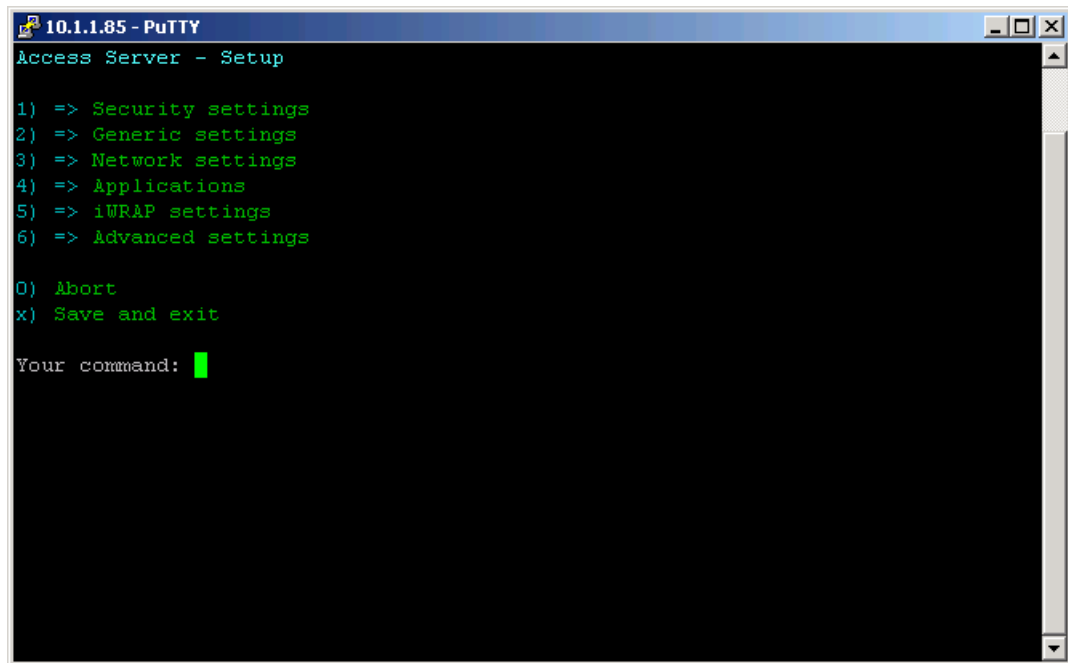 10.1.1.85 - PuTTY
Access Server - Setup
1) => Security settings
2) => Generic settings
3) => Network settings
4) => Applications
5) => iWRAP settings
6) => Advanced settings
0) Abort
x) Save and exit
Your command: